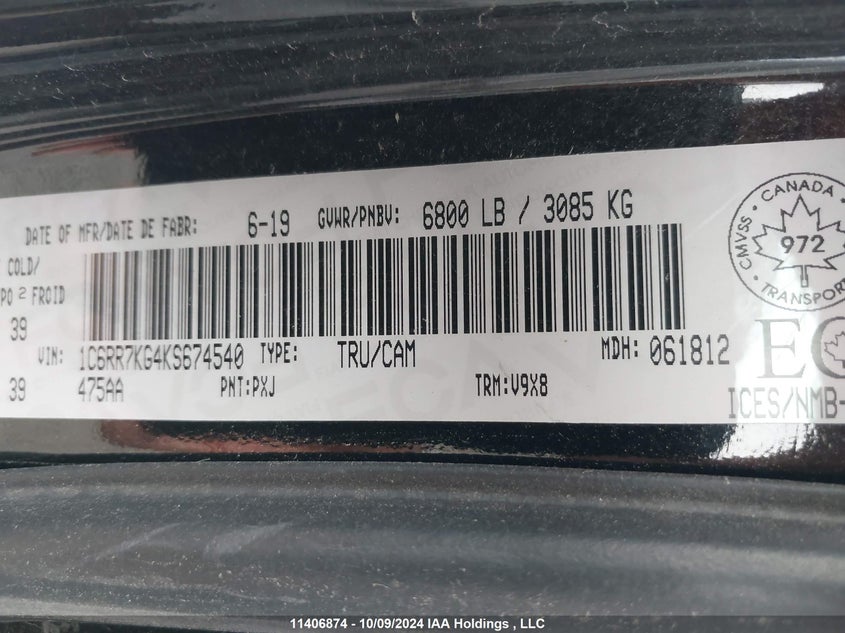 DATE OF MFR/DATE DE FABR: 6-19 GVWR/PNBV: 6800 LB / 3085 KG
COLD/
PO 2 FROID
39
VIN: 1C6RR7KG4KS674540 TYPE: TRU/CAM MDH: 061812
39 475AA PNT:PXJ TRM:V9X8
CANADA
CMVSS
972
TRANSPORT
EC
ICES/NMB-
11406874 - 10/09/2024 IAA Holdings , LLC